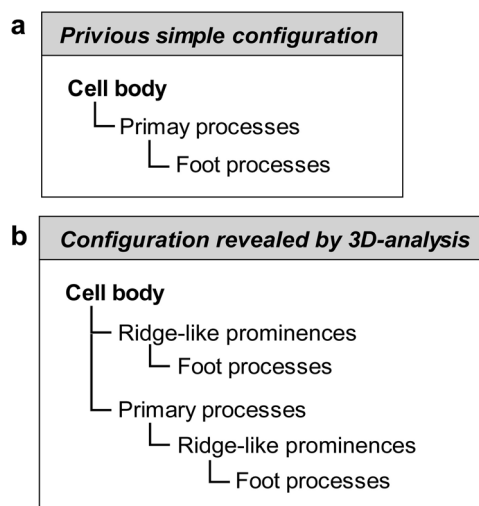 a
Privious simple configuration
Cell body
Primay processes
Foot processes
b
Configuration revealed by 3D-analysis
Cell body
Ridge-like prominences
Foot processes
Primary processes
Ridge-like prominences
Foot processes